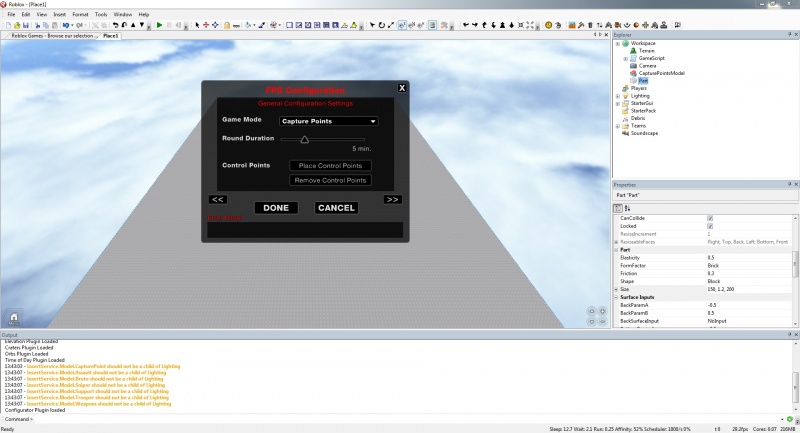 Roblox - [Place1]
File Edit View Insert Format Tools Window Help
Roblox Games - Browse our selection
Place1
FPS Configuration
X
General Configuration Settings
Game Mode
Capture Points
Round Duration
5 min.
Control Points
Place Control Points
Remove Control Points
<<
>>
DONE
CANCEL
Explorer
Workspace
Terrain
GameScript
Camera
CapturePointsModel
Part
Players
Lighting
StarterGui
StarterPack
Debris
Teams
Soundscape
Properties
Part "Part"
CanCollide
Locked
ResizeIncrement 1
ResizeableFaces Right, Top, Back, Left, Bottom, Front
Part
Elasticity 0.5
FormFactor Brick
Friction 0.3
Shape Block
Size 150, 1.2, 200
Surface Inputs
BackParamA -0.5
BackParamB 0.5
BackSurfaceInput NoInput
Output
Elevation Plugin Loaded
Craters Plugin Loaded
Orbs Plugin Loaded
Time of Day Plugin Loaded
13:43:03 - InsertService.Model.CapturePoint should not be a child of Lighting
13:43:07 - InsertService.Model.Assault should not be a child of Lighting
13:43:07 - InsertService.Model.Brute should not be a child of Lighting
13:43:07 - InsertService.Model.Sniper should not be a child of Lighting
13:43:07 - InsertService.Model.Support should not be a child of Lighting
13:43:07 - InsertService.Model.Trooper should not be a child of Lighting
13:43:07 - InsertService.Model.Weapons should not be a child of Lighting
Configurator Plugin loaded
Command >
Ready
Sleep: 12.7 Wait: 2.1 Run: 0.25 Affinity: 52% Scheduler: 1800/s 0%
t:0
29.2fps
Cores: 0.07
216MB